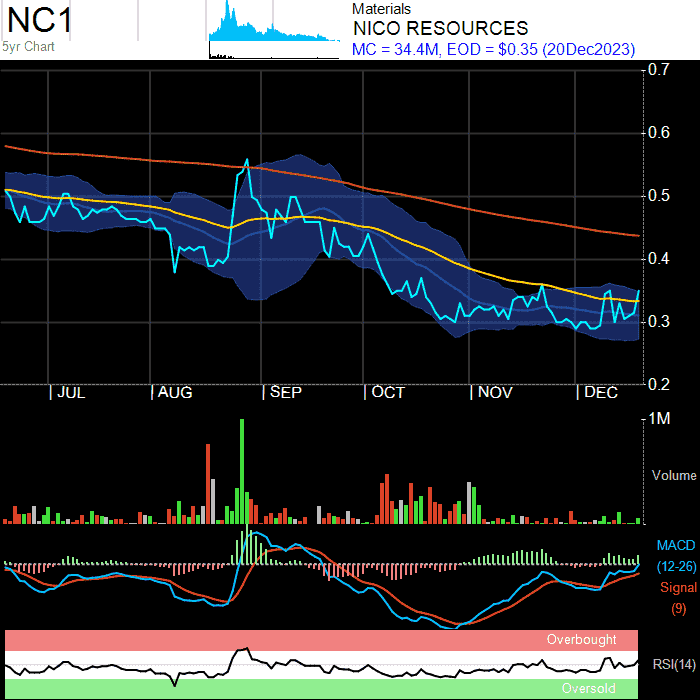 NC1
5yr Chart
Materials
NICO RESOURCES
MC = 34.4M, EOD = $0.35 (20Dec2023)
0.7
0.6
0.5
0.4
0.3
0.2
| JUL | AUG | SEP | OCT | NOV | DEC
1M
Volume
MACD
(12-26)
Signal
(9)
Overbought
RSI(14)
Oversold